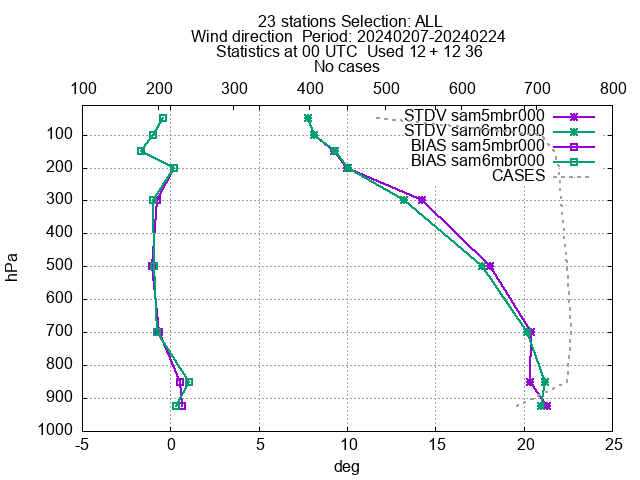 23 stations Selection: ALL
Wind direction  Period: 20240207-20240224
Statistics at 00 UTC  Used 12 + 12 36
No cases
100 200 300 400 500 600 700 800
STDV sam5mbr000
STDV sam6mbr000
BIAS sam5mbr000
BIAS sam6mbr000
CASES
100
200
300
400
500
600
700
800
900
1000
hPa
-5 0 5 10 15 20 25
deg